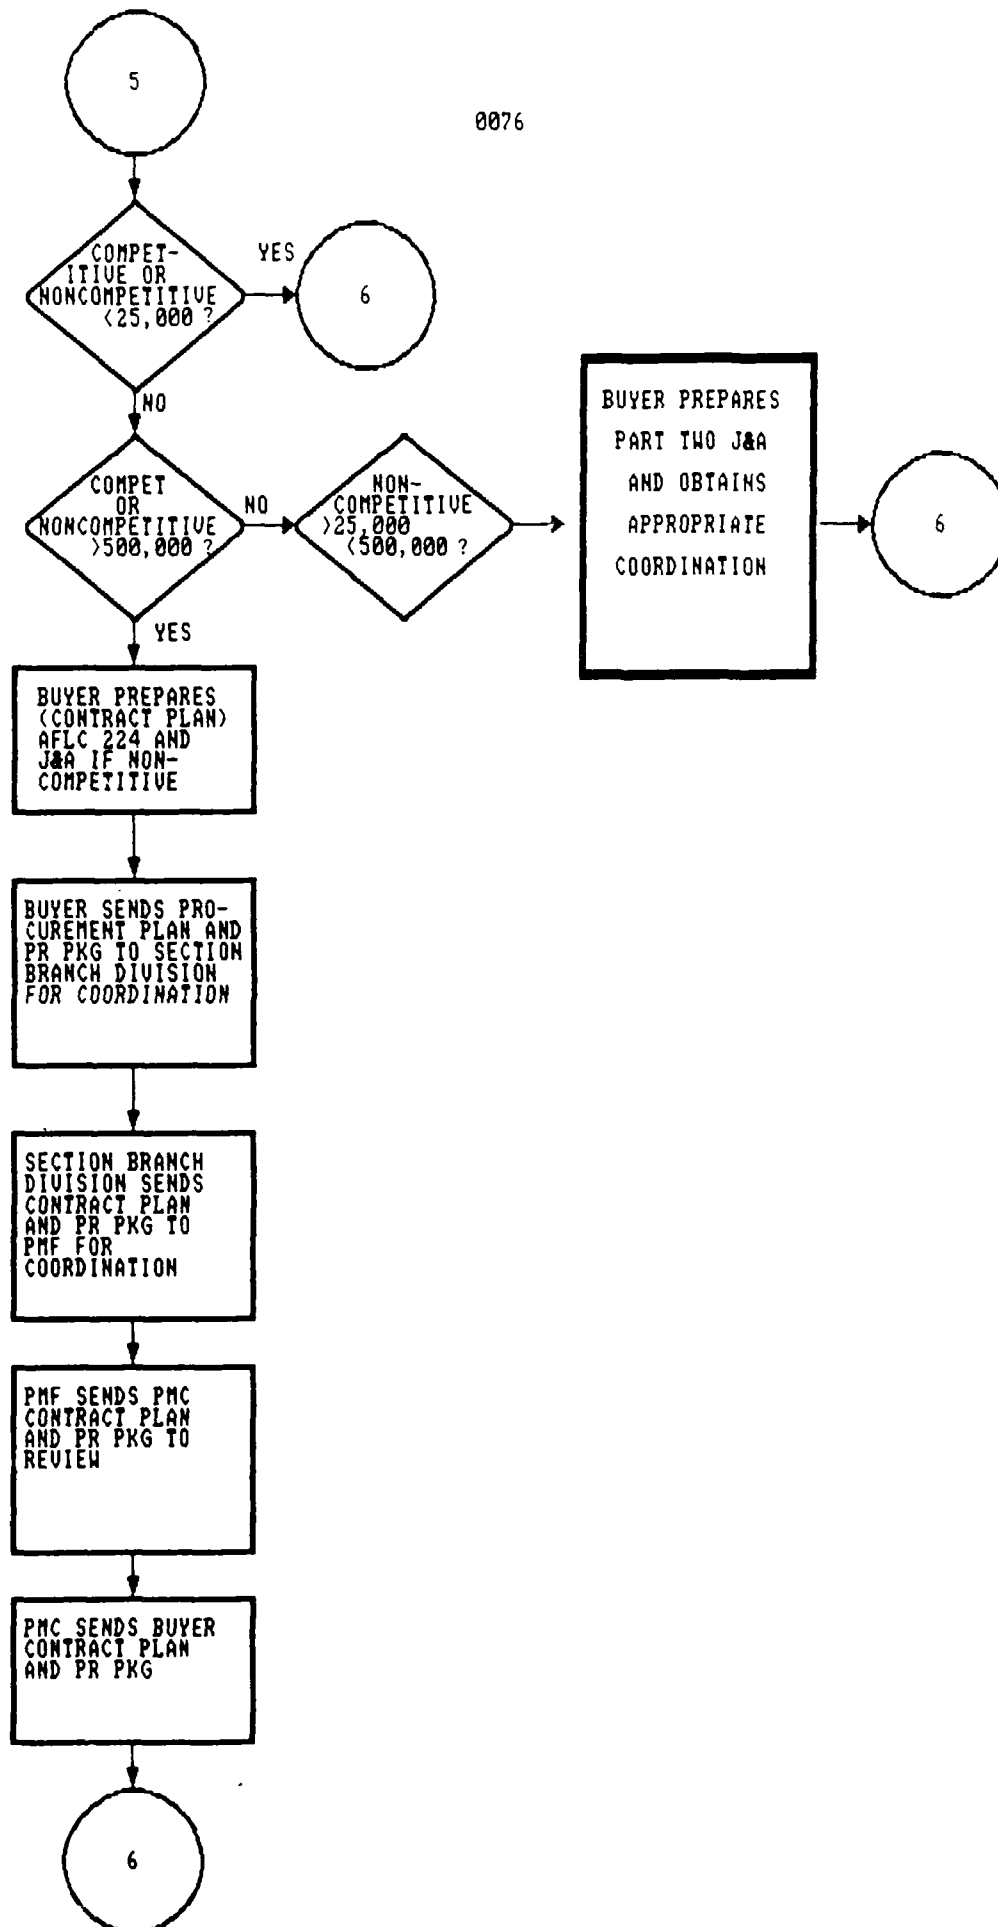 5
0076
COMPET-
ITIVE OR
NONCOMPETITIVE
<25,000 ?
YES
6
NO
COMPET
OR
NONCOMPETITIVE
>500,000 ?
NO
NON-
COMPETITIVE
>25,000
<500,000 ?
BUYER PREPARES
PART TWO J&A
AND OBTAINS
APPROPRIATE
COORDINATION
6
YES
BUYER PREPARES
(CONTRACT PLAN)
AFLC 224 AND
J&A IF NON-
COMPETITIVE
BUYER SENDS PRO-
CUREMENT PLAN AND
PR PKG TO SECTION
BRANCH DIVISION
FOR COORDINATION
SECTION BRANCH
DIVISION SENDS
CONTRACT PLAN
AND PR PKG TO
PMF FOR
COORDINATION
PMF SENDS PMC
CONTRACT PLAN
AND PR PKG TO
REVIEW
PMC SENDS BUYER
CONTRACT PLAN
AND PR PKG
6